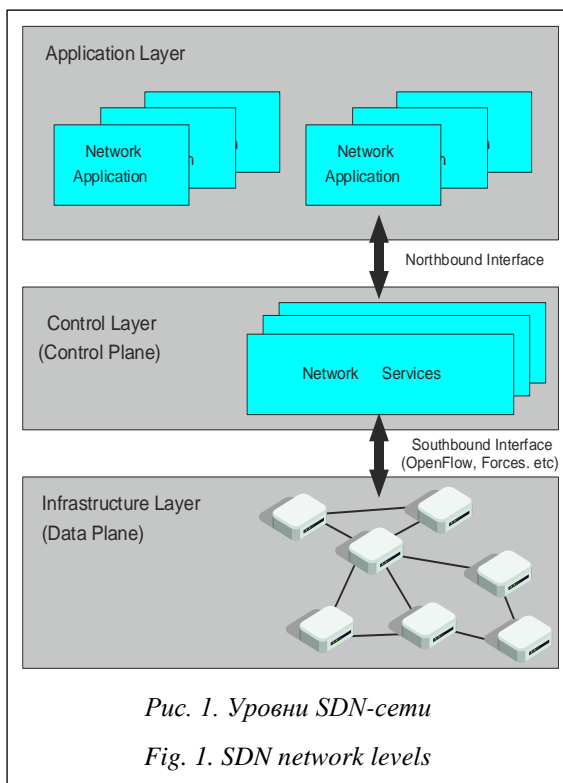 Application Layer
Network
Application
n
Network
Application
n
Northbound Interface
Control Layer
(Control Plane)
Network Services
Southbound Interface
(OpenFlow, Forces. etc)
Infrastructure Layer
(Data Plane)
Рис. 1. Уровни SDN-сети
Fig. 1. SDN network levels